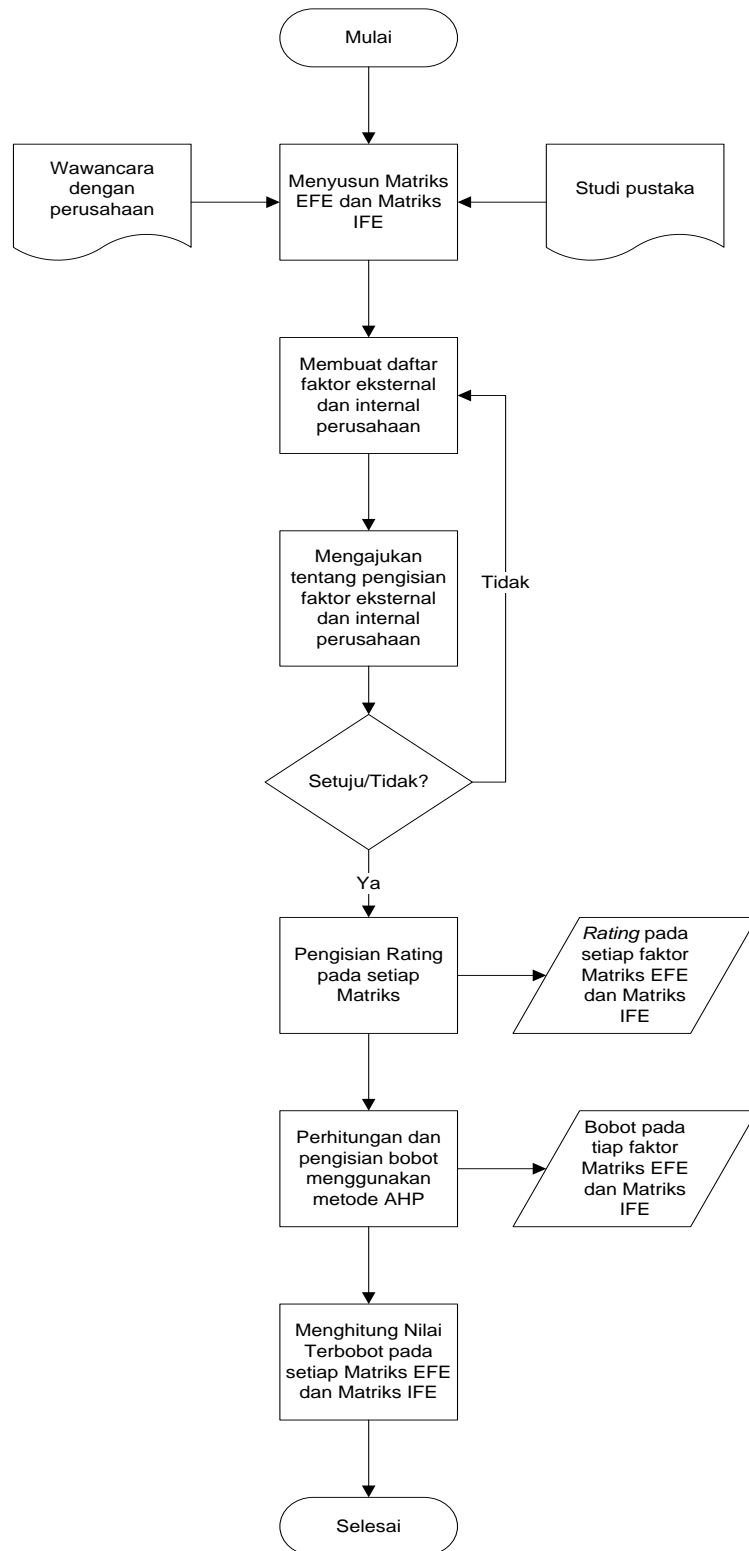 Mulai
Wawancara
dengan
perusahaan
Menyusun Matriks
EFE dan Matriks
IFE
Studi pustaka
Membuat daftar
faktor eksternal
dan internal
perusahaan
Mengajukan
tentang pengisian
faktor eksternal
dan internal
perusahaan
Tidak
Setuju/Tidak?
Ya
Pengisian Rating
pada setiap
Matriks
Rating pada
setiap faktor
Matriks EFE
dan Matriks
IFE
Perhitungan dan
pengisian bobot
menggunakan
metode AHP
Bobot pada
tiap faktor
Matriks EFE
dan Matriks
IFE
Menghitung Nilai
Terbobot pada
setiap Matriks EFE
dan Matriks IFE
Selesai